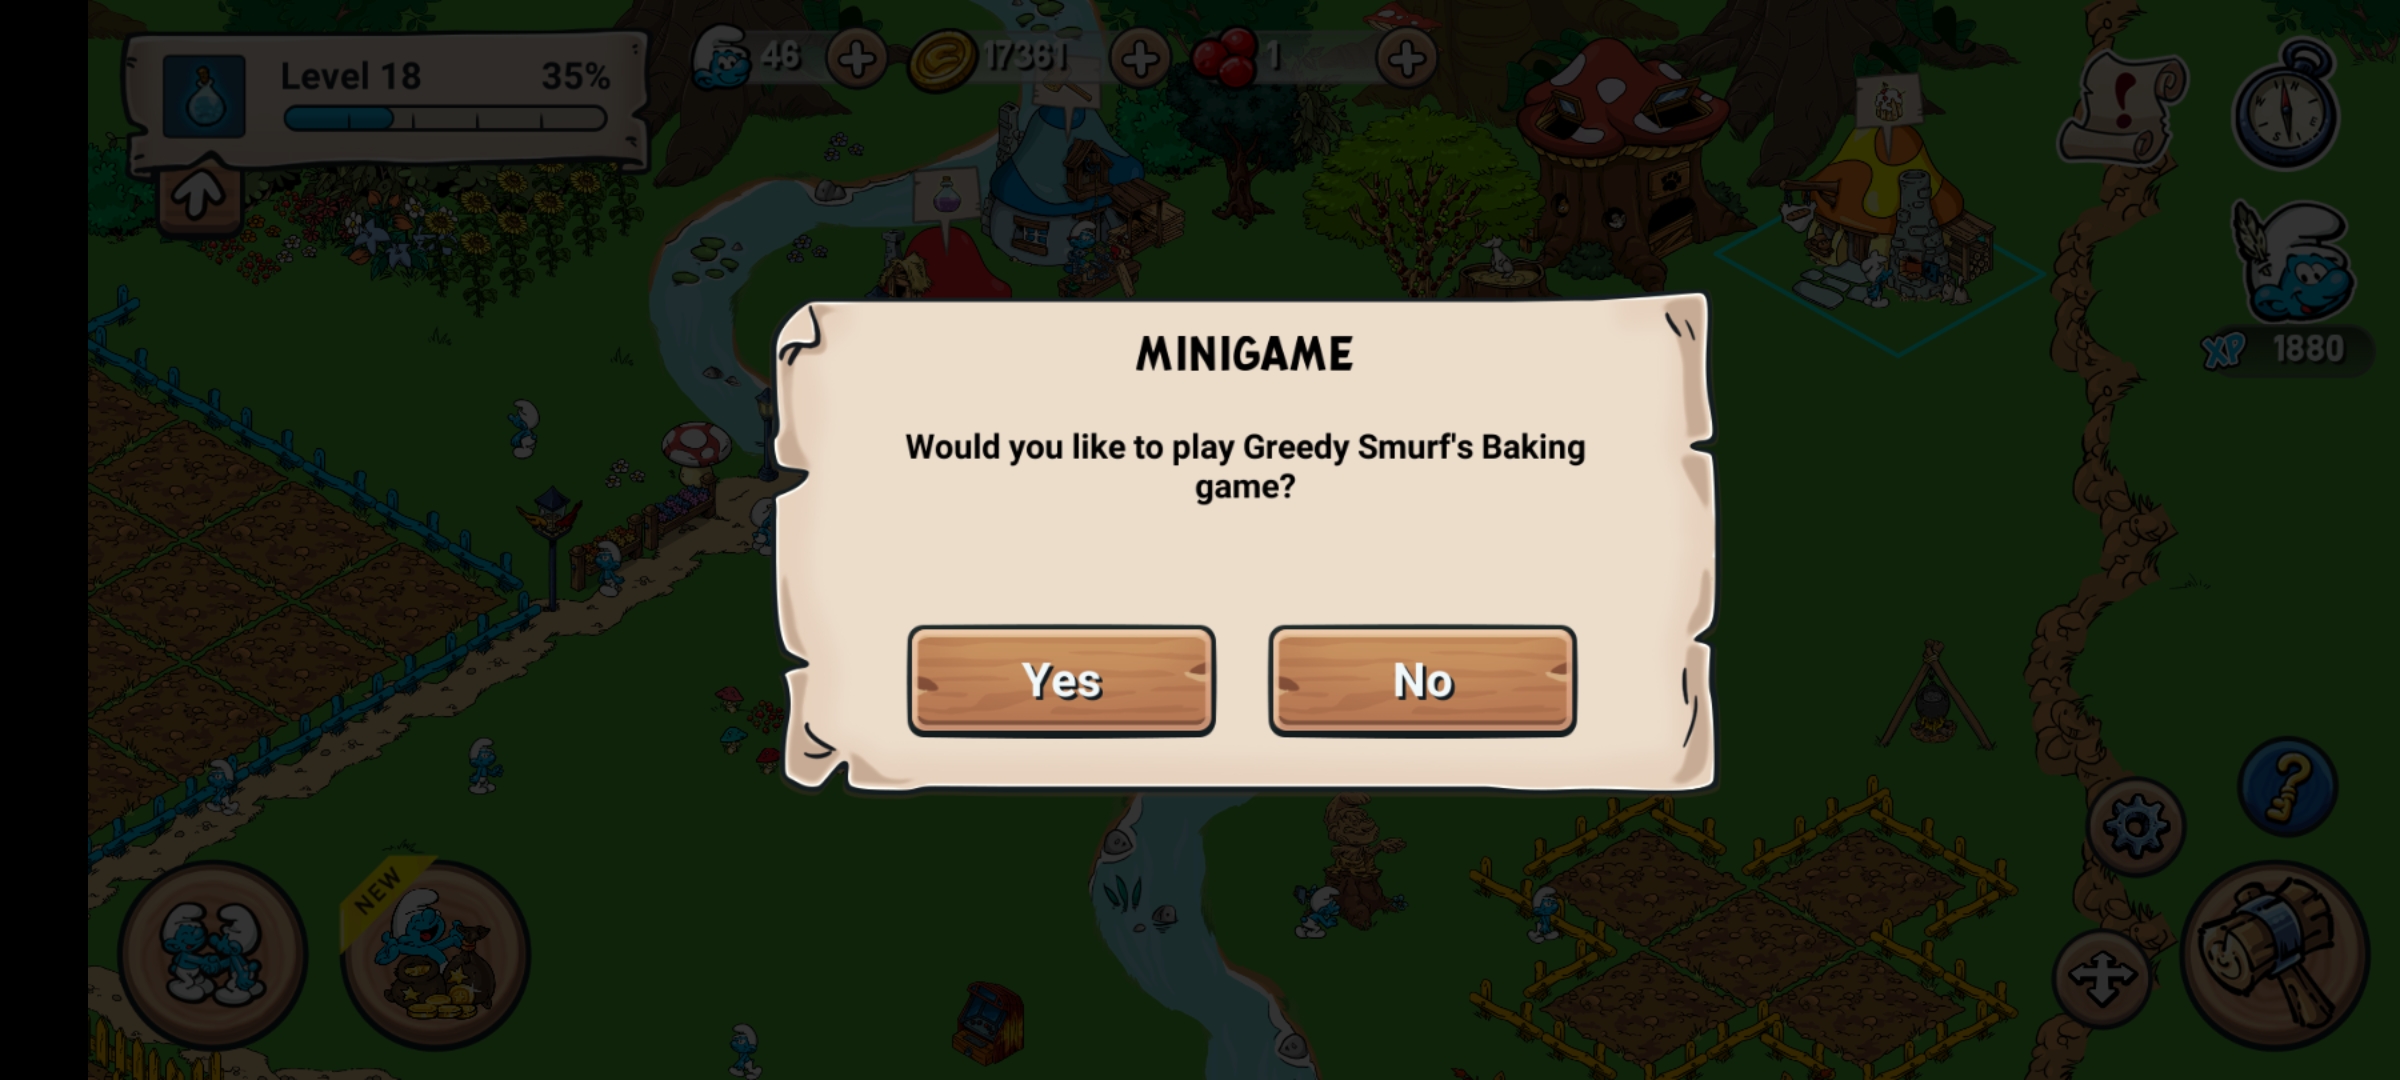 Level 18 35%
46
17361
1
XP 1880
MINIGAME
Would you like to play Greedy Smurf's Baking
game?
Yes No
NEW